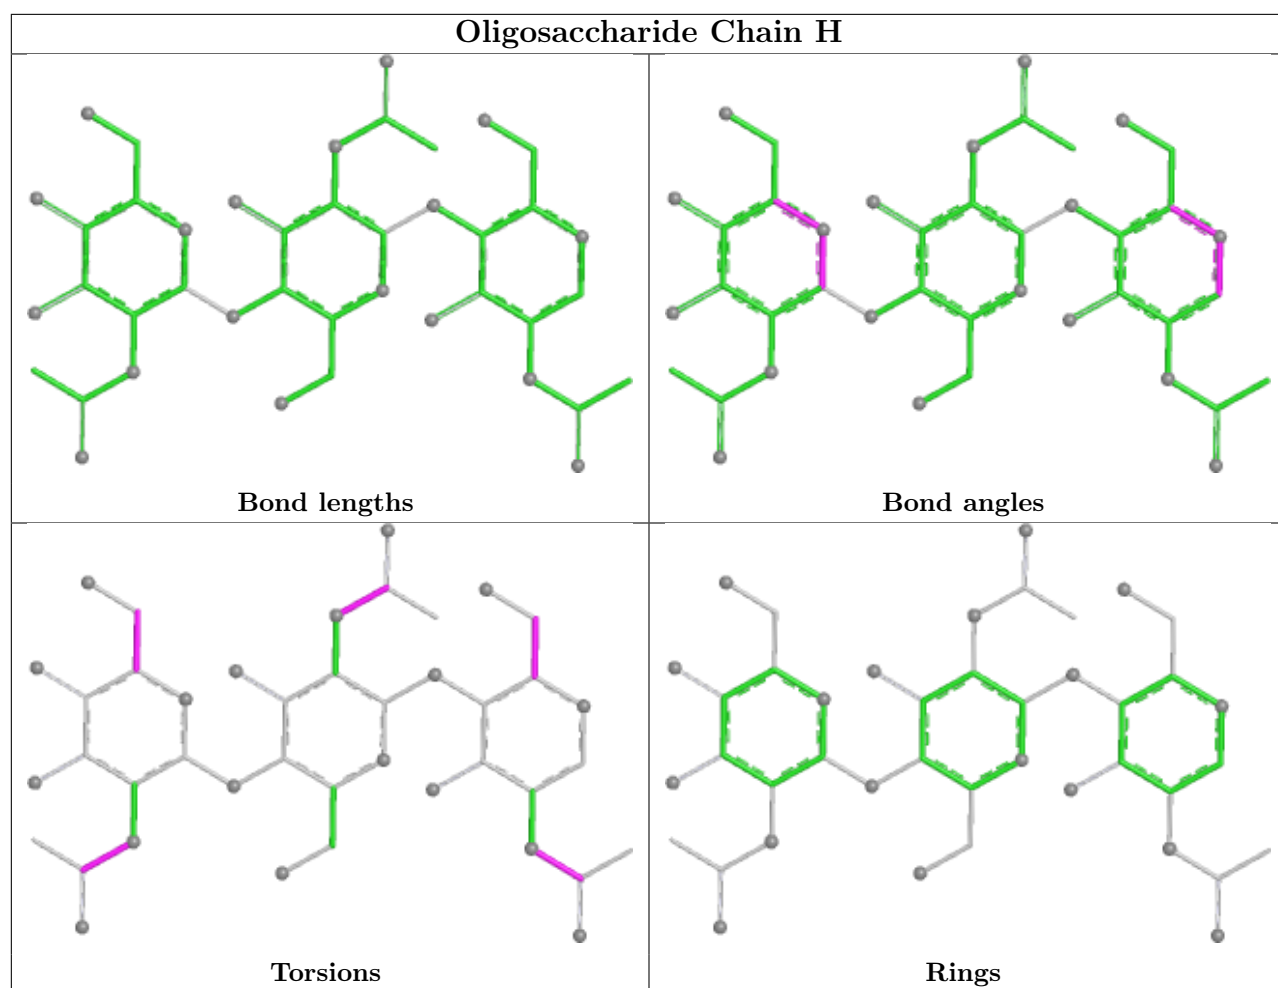 Oligosaccharide Chain H
Bond lengths
Bond angles
Torsions
Rings